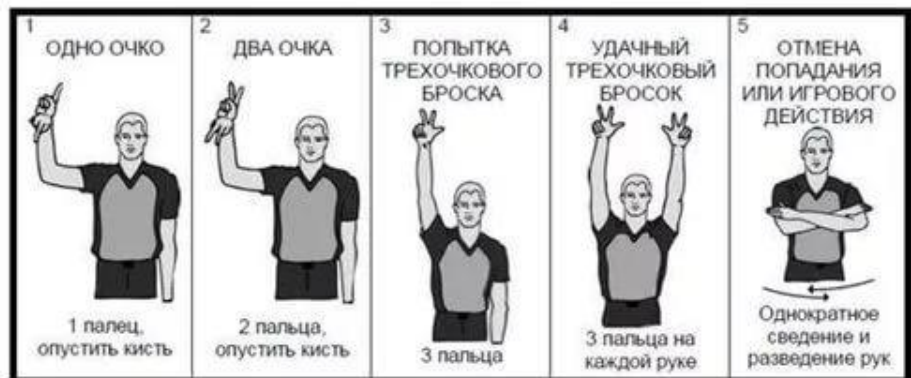 1
ОДНО ОЧКО
1 палец,
опустить кисть
2
ДВА ОЧКА
2 пальца,
опустить кисть
3
ПОПЫТКА
ТРЕХОЧКОВОГО
БРОСКА
3 пальца
4
УДАЧНЫЙ
ТРЕХОЧКОВЫЙ
БРОСОК
3 пальца на
каждой руке
5
ОТМЕНА
ПОПАДАНИЯ
ИЛИ ИГРОВОГО
ДЕЙСТВИЯ
Однократное
сведение и
разведение рук